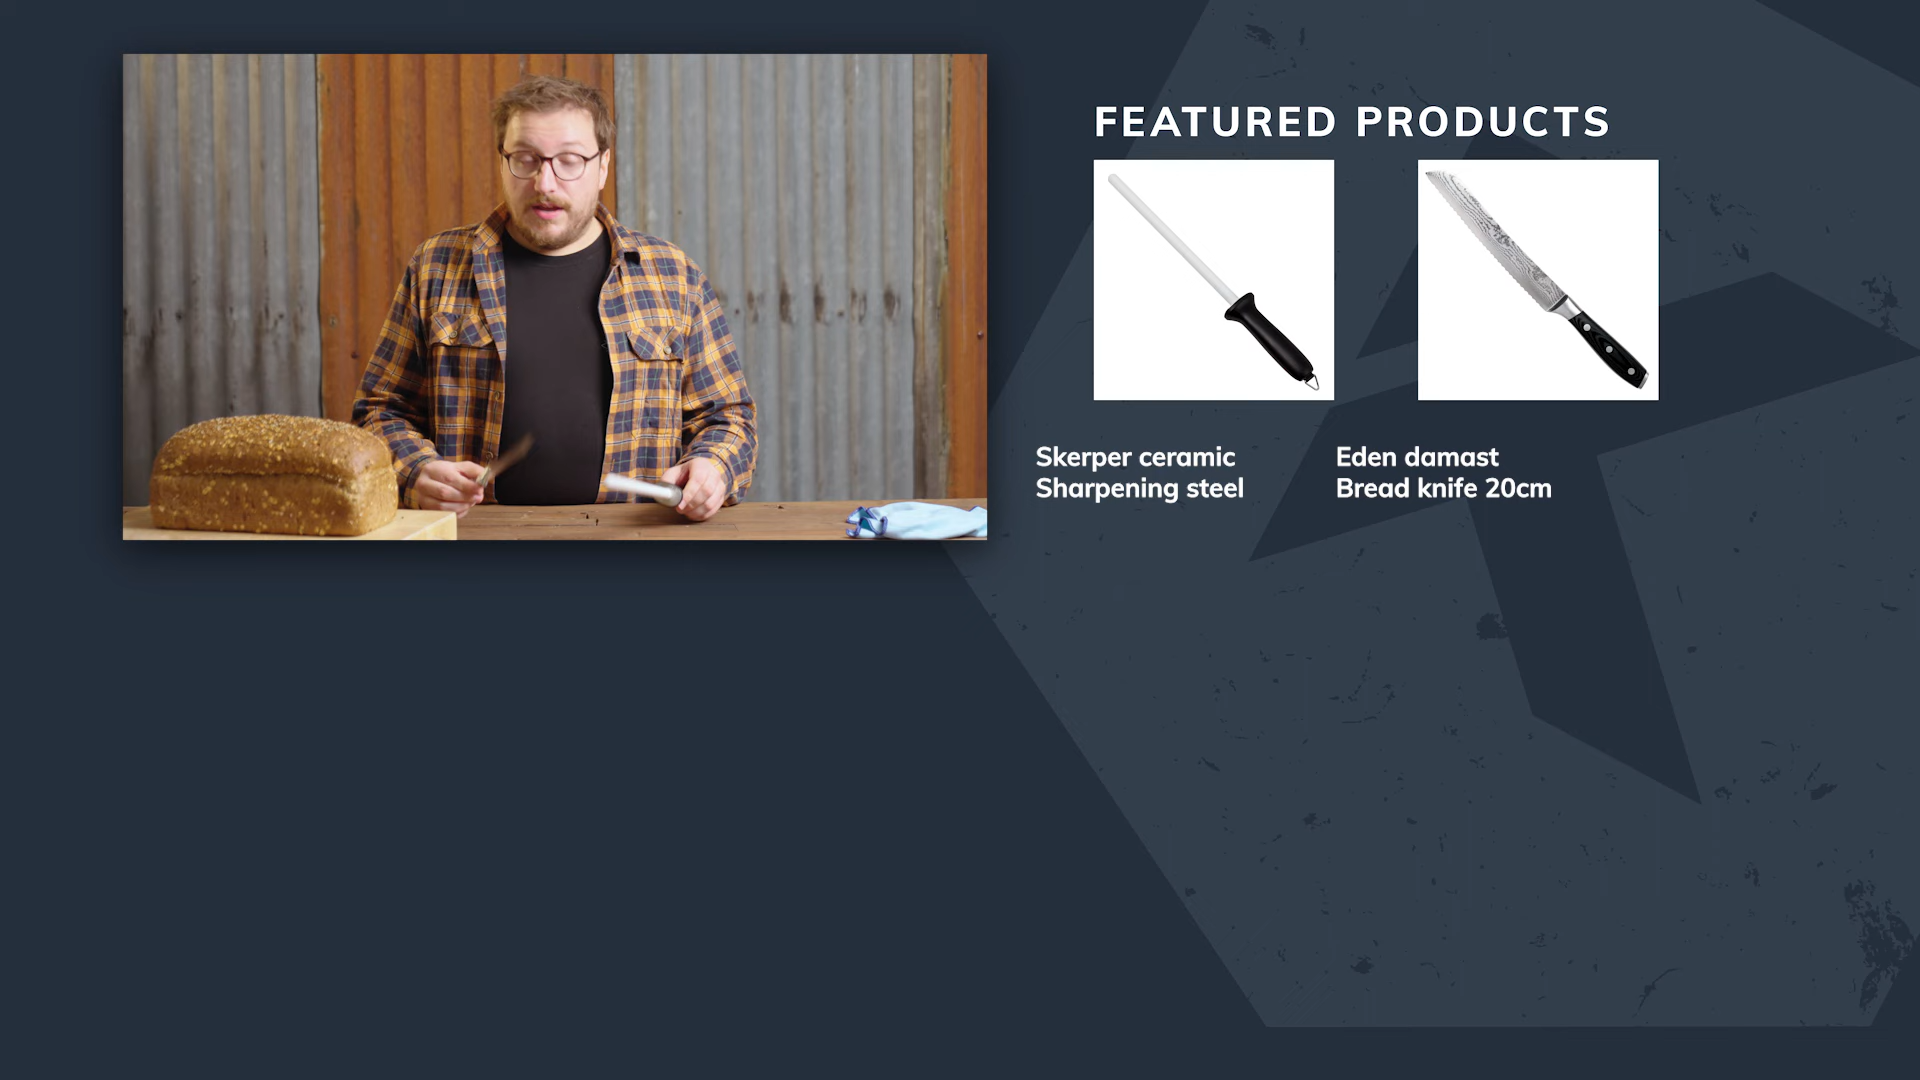 FEATURED PRODUCTS
Skerper ceramic
Sharpening steel
Eden damast
Bread knife 20cm